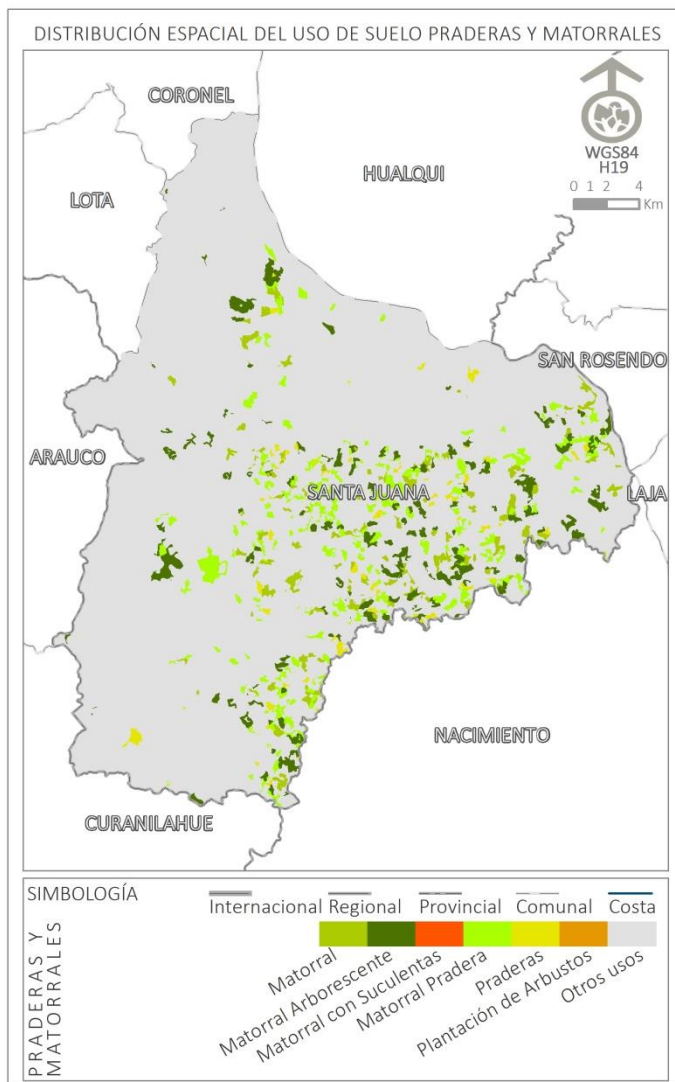 DISTRIBUCIÓN ESPACIAL DEL USO DE SUELO PRADERAS Y MATORRALES
CORONEL
WGS84
H19
HUALQUI
LOTA
0 1 2 4
Km
SAN ROSENDO
ARAUCO
SANTA JUANA
LAJA
NACIMIENTO
CURANILAHUE
SIMBOLOGÍA
Internacional Regional Provincial Comunal Costa
PRADERAS Y
MATORRALES
Matorral
Matorral Arborescente
Matorral con Suculentas
Matorral Pradera
Praderas
Plantación de Arbustos
Otros usos